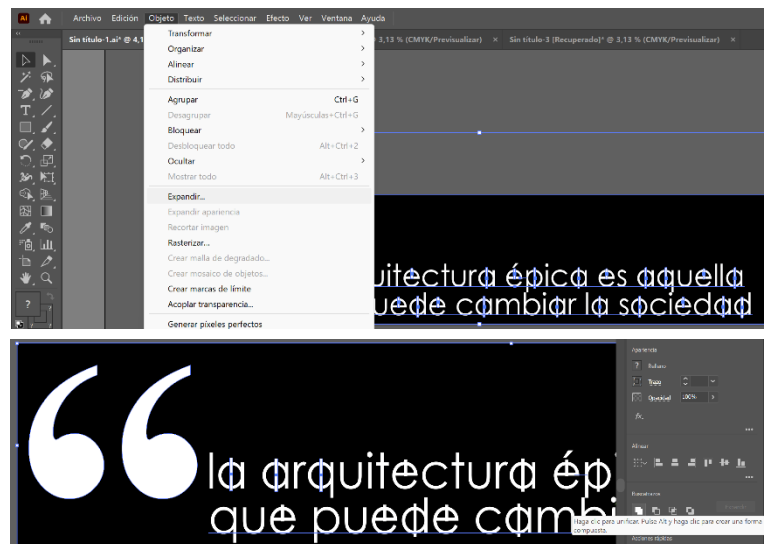 Ai Archivo Edición Objeto Texto Seleccionar Efecto Ver Ventana Ayuda
Sin título-1.ai* @ 4,1 3,13 % (CMYK/Previsualizar) × Sin título-3 [Recuperado]* @ 3,13 % (CMYK/Previsualizar) ×
Transformar
Organizar
Alinear
Distribuir
Agrupar Ctrl+G
Desagrupar Mayúsculas+Ctrl+G
Bloquear
Desbloquear todo Alt+Ctrl+2
Ocultar
Mostrar todo Alt+Ctrl+3
Expandir...
Expandir apariencia
Recortar imagen
Rasterizar...
Crear malla de degradado...
Crear mosaico de objetos...
Crear marcas de límite
Acoplar transparencia...
Generar píxeles perfectos
uitectura épica es aquella
uede cambiar la sociedad
Apariencia
? Relleno
Trazo
Opacidad 100%
fx.
Alinear
“ la arquitectura épi
que puede cambi
Buscatrazos
Haga clic para unificar. Pulse Alt y haga clic para crear una forma
compuesta.
Acciones rápidas